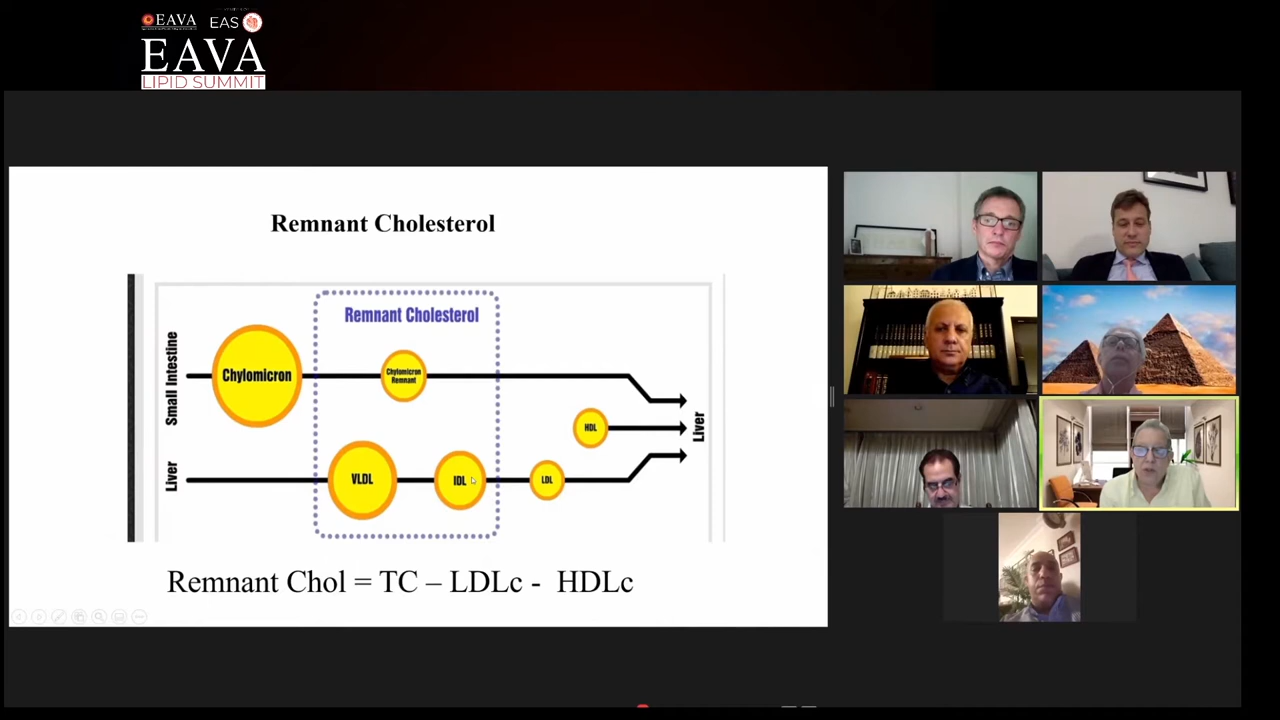 EAVA
EAS
EAVA
LIPID SUMMIT
Remnant Cholesterol
Remnant Cholesterol
Small Intestine
Chylomicron
Chylomicron
Remnant
HDL
Liver
Liver
VLDL
IDL
LDL
Remnant Chol = TC – LDLc - HDLc